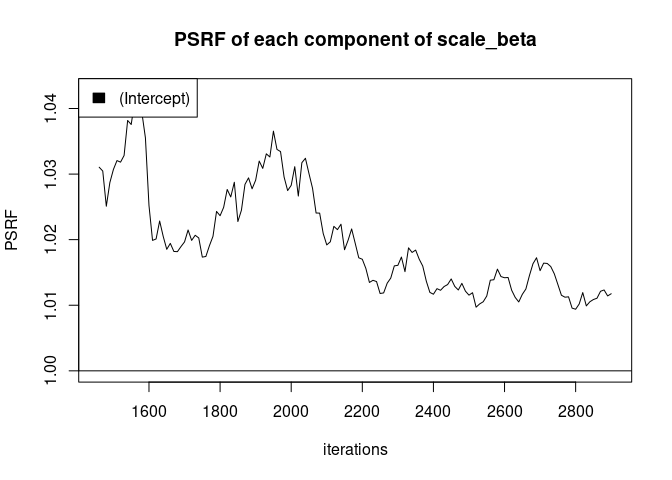 PSRF of each component of scale_beta
(Intercept)
PSRF
1.04
1.03
1.02
1.01
1.00
1600 1800 2000 2200 2400 2600 2800
iterations